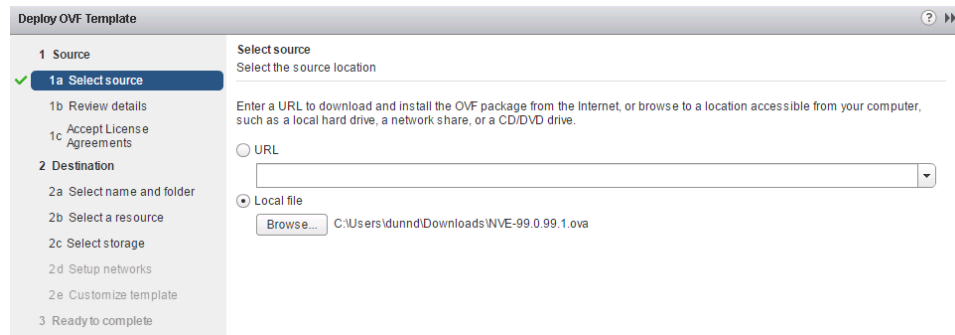 Deploy OVF Template
?
1 Source
1a Select source
1b Review details
1c Accept License
Agreements
2 Destination
2a Select name and folder
2b Select a resource
2c Select storage
2d Setup networks
2e Customize template
3 Ready to complete
Select source
Select the source location
Enter a URL to download and install the OVF package from the Internet, or browse to a location accessible from your computer,
such as a local hard drive, a network share, or a CD/DVD drive.
URL
Local file
Browse... C:\Users\dunnd\Downloads\NVE-99.0.99.1.ova